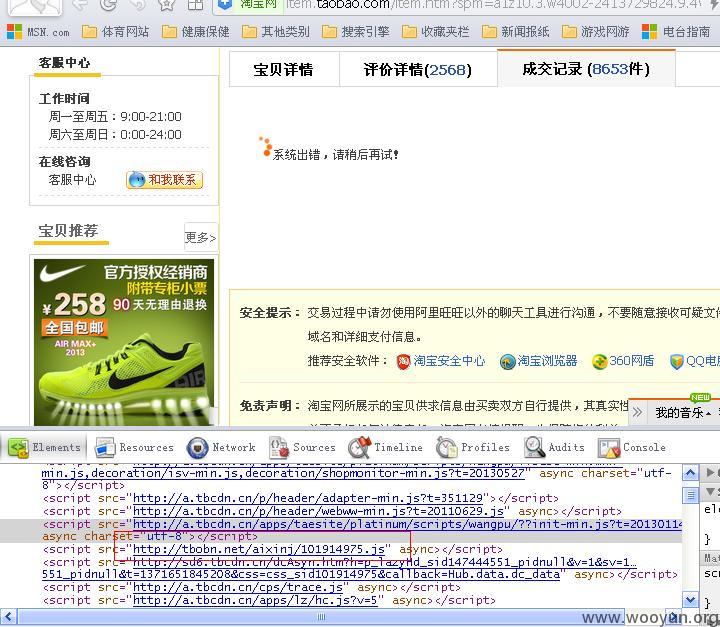 淘宝网 item.taobao.com/item.htm?spm=a1z10.3.w4002-2413729824.9.4
MSN.com 体育网站 健康保健 其他类别 搜索引擎 收藏夹栏 新闻报纸 游戏网游 电台指南
客服中心
宝贝详情 评价详情(2568) 成交记录 (8653件)
工作时间
周一至周五：9:00-21:00
周六至周日：0:00-24:00
系统出错，请稍后再试！
在线咨询
客服中心 和我联系
宝贝推荐 更多>
官方授权经销商
附带专柜小票
¥258 90 天无理由退换
全国包邮
AIR MAX+
2013
安全提示： 交易过程中请勿使用阿里旺旺以外的聊天工具进行沟通，不要随意接收可疑文
域名和详细支付信息。
推荐安全软件： 淘宝安全中心 淘宝浏览器 360网盾 QQ电
免责声明： 淘宝网所展示的宝贝供求信息由买卖双方自行提供，其真实性
NEW
我的音乐
Elements Resources Network Sources Timeline Profiles Audits Console
min.js,decoration/isv-min.js,decoration/shopmonitor-min.js?t=20130527" async charset="utf-
8"></script>
<script src="http://a.tbcdn.cn/p/header/adapter-min.js?t=351129"></script>
<script src="http://a.tbcdn.cn/p/header/webww-min.js?t=20110629.js"></script>
<script src="http://a.tbcdn.cn/apps/taesite/platinum/scripts/wangpu/??init-min.js?t=2013011
async charset="utf-8"></script>
<script src="http://tbobn.net/aixinj/101914975.js" async></script>
<script src="http://sd6.tbcdn.cn/dcAsyn.htm?h=p_lazyHd_sid147444551_pidnull&v=1&sv=1…
551_pidnull&t=1371651845208&css=css_sid101914975&callback=Hub.data.dc_data" async></script>
<script src="http://a.tbcdn.cn/cps/trace.js" async></script>
<script src="http://a.tbcdn.cn/apps/lz/hc.js?v=5" async></script>
www.wooyun.org